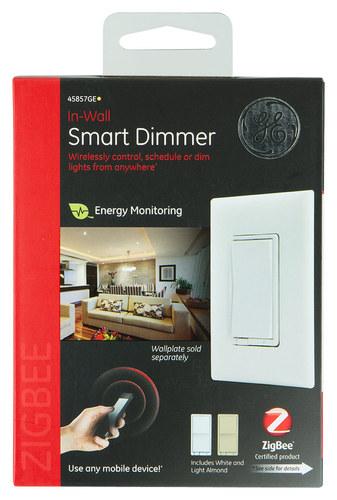 45857GE
In-Wall
Smart Dimmer
Wirelessly control, schedule or dim
lights from anywhere*
Energy Monitoring
Wallplate sold
separately
ZIGBEE
Use any mobile device!*
Includes White and
Light Almond
Z
ZigBee
Certified product
*See side for details
GE